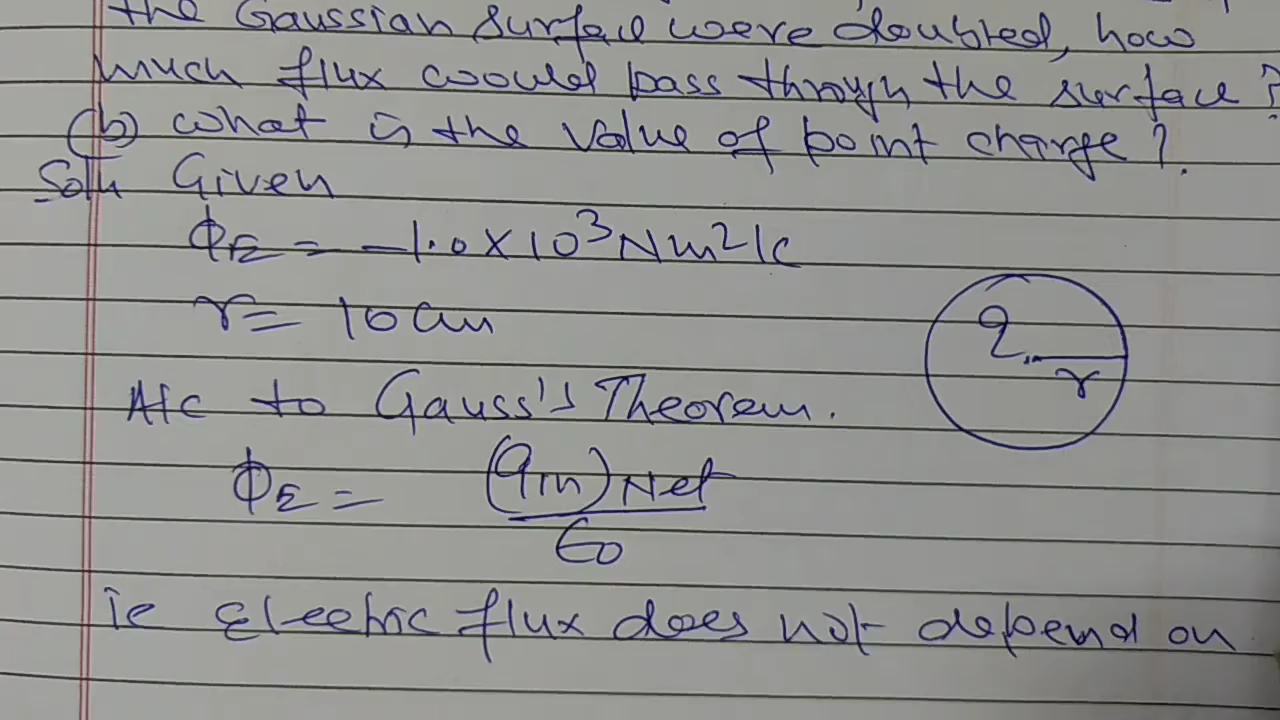 the Gaussian surface were doubled, how
much flux would pass through the surface?
(b) what is the value of point charge?
Soln Given
ΦE = -1.0×10³ Nm²/C
r = 10cm
q
r
A/c to Gauss's Theorem.
ΦE = (qin)Net
ϵ0
ie Electric flux does not depend on